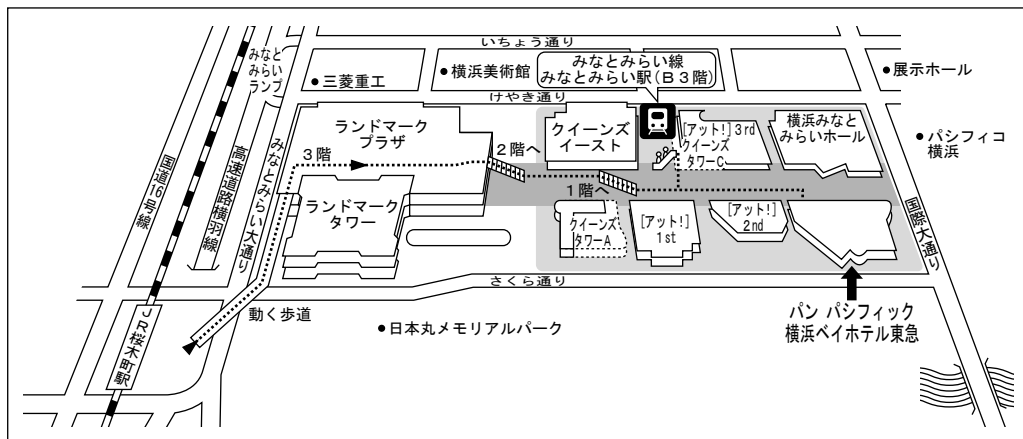 いちょう通り
みなと
みらい
ランプ
三菱重工
横浜美術館
みなとみらい線
みなとみらい駅(B3階)
展示ホール
けやき通り
ランドマーク
プラザ
クイーンズ
イースト
[アット!]3rd
クイーンズ
タワーC
横浜みなと
みらいホール
パシフィコ
横浜
3階
2階へ
1階へ
国道16号線
高速道路横羽線
みなとみらい大通り
ランドマーク
タワー
クイーンズ
タワーA
[アット!]
1st
[アット!]
2nd
国際大通り
さくら通り
動く歩道
JR桜木町駅
日本丸メモリアルパーク
パン パシフィック
横浜ベイホテル東急